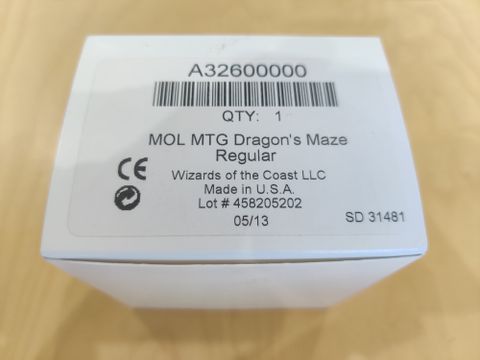 A32600000
QTY: 1
MOL MTG Dragon's Maze
Regular
Wizards of the Coast LLC
Made in U.S.A.
Lot # 458205202
05/13
SD 31481
CE